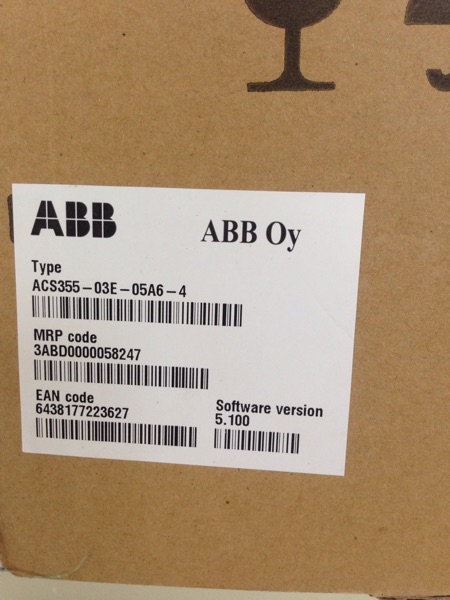 ABB ABB Oy
Type
ACS355-03E-05A6-4
MRP code
3ABD0000058247
EAN code
6438177223627
Software version
5.100